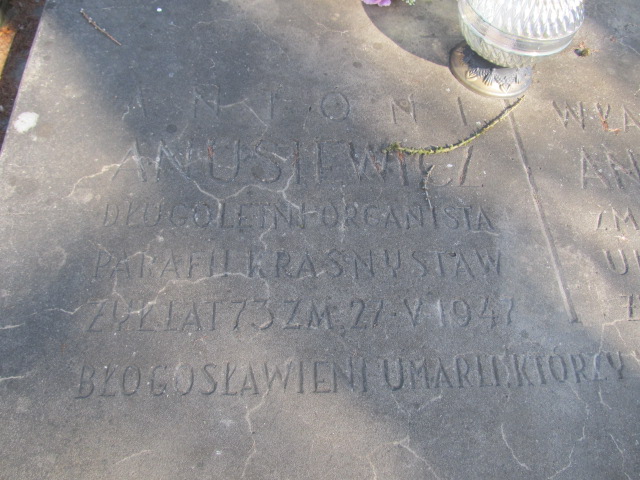 ANTONI
ANUSIEWICZ
DŁUGOLETNI·ORGANISTA
PARAFII KRASNYSTAW
ŻYŁ LAT 73 ZM. 27·V 1947
BŁOGOSŁAWIENI UMARLI, KTÓRZY